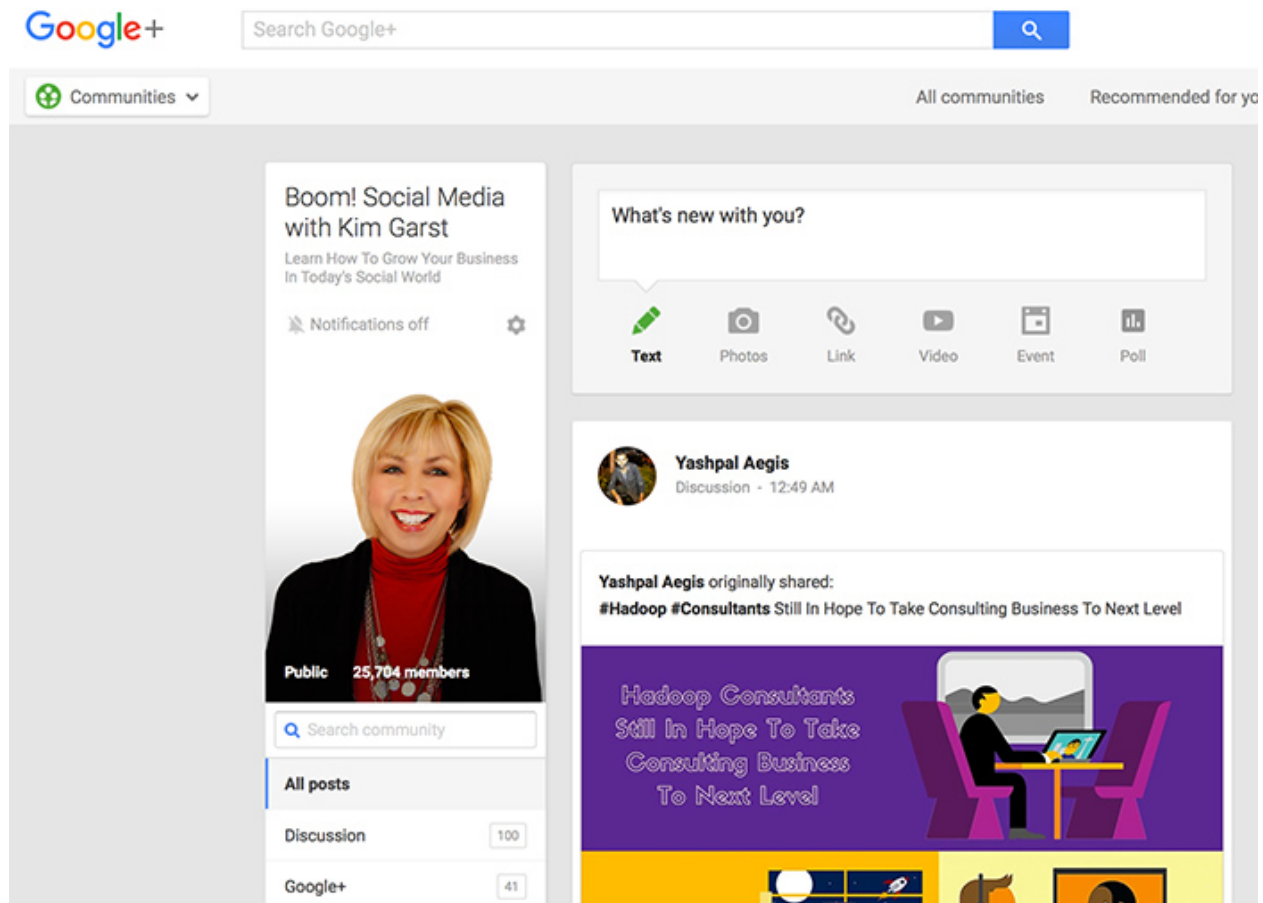 Google+
Search Google+
Communities
All communities
Recommended for yo
Boom! Social Media
with Kim Garst
Learn How To Grow Your Business
In Today's Social World
Notifications off
Public
25,704 members
Search community
All posts
Discussion
100
Google+
41
What's new with you?
Text
Photos
Link
Video
Event
Poll
Yashpal Aegis
Discussion - 12:49 AM
Yashpal Aegis originally shared:
#Hadoop #Consultants Still In Hope To Take Consulting Business To Next Level
Hadoop Consultants
Still In Hope To Take
Consulting Business
To Next Level